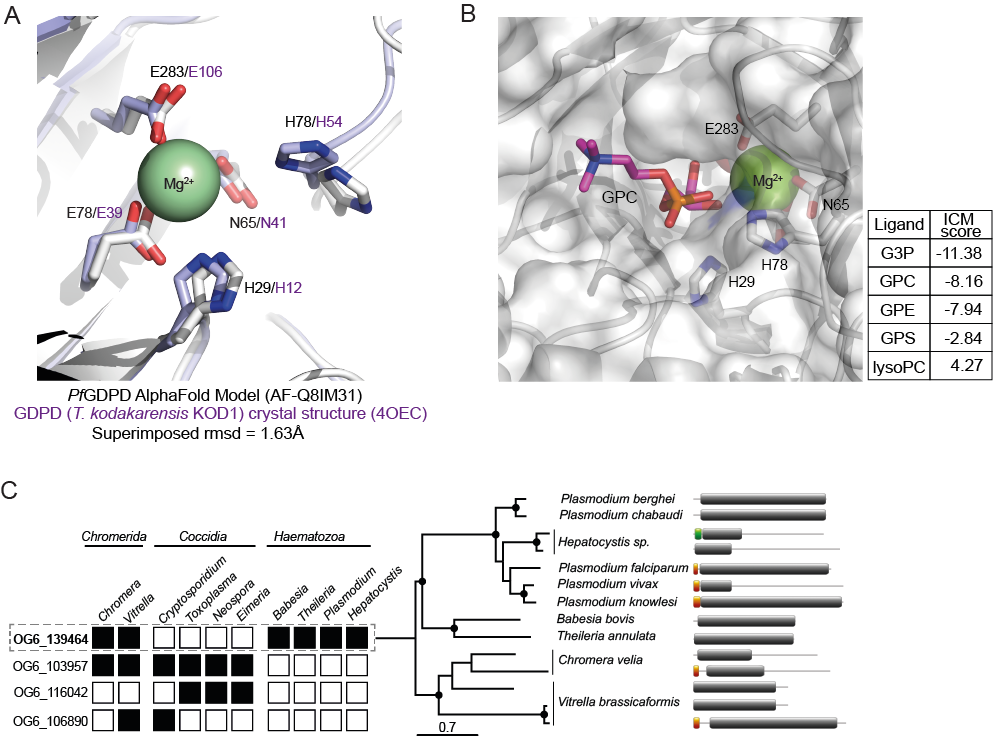 A
E283/E106
H78/H54
Mg2+
E78/E39
N65/N41
H29/H12
PfGDPD AlphaFold Model (AF-Q8IM31)
GDPD (T. kodakarensis KOD1) crystal structure (4OEC)
Superimposed rmsd = 1.63Å
B
E283
Mg2+
GPC
N65
H78
H29
Ligand ICM score
G3P -11.38
GPC -8.16
GPE -7.94
GPS -2.84
lysoPC 4.27
C
Chromerida Coccidia Haematozoa
Chromera Vitrella Cryptosporidium Toxoplasma Neospora Eimeria Babesia Theileria Plasmodium Hepatocystis
OG6_139464
OG6_103957
OG6_116042
OG6_106890
Plasmodium berghei
Plasmodium chabaudi
Hepatocystis sp.
Plasmodium falciparum
Plasmodium vivax
Plasmodium knowlesi
Babesia bovis
Theileria annulata
Chromera velia
Vitrella brassicaformis
0.7